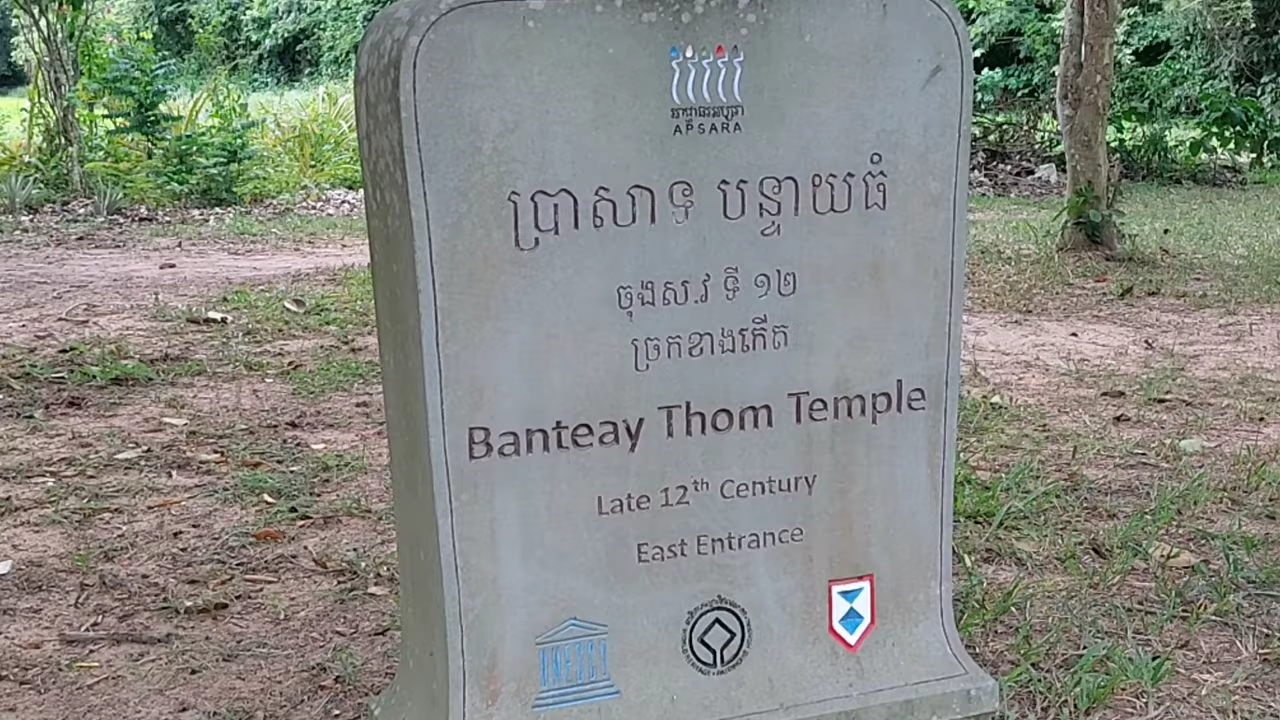 អាជ្ញាធរអប្សរា
APSARA
ប្រាសាទ បន្ទាយធំ
ចុងស.វ ទី ១២
ច្រកខាងកើត
Banteay Thom Temple
Late 12th Century
East Entrance
UNESCO